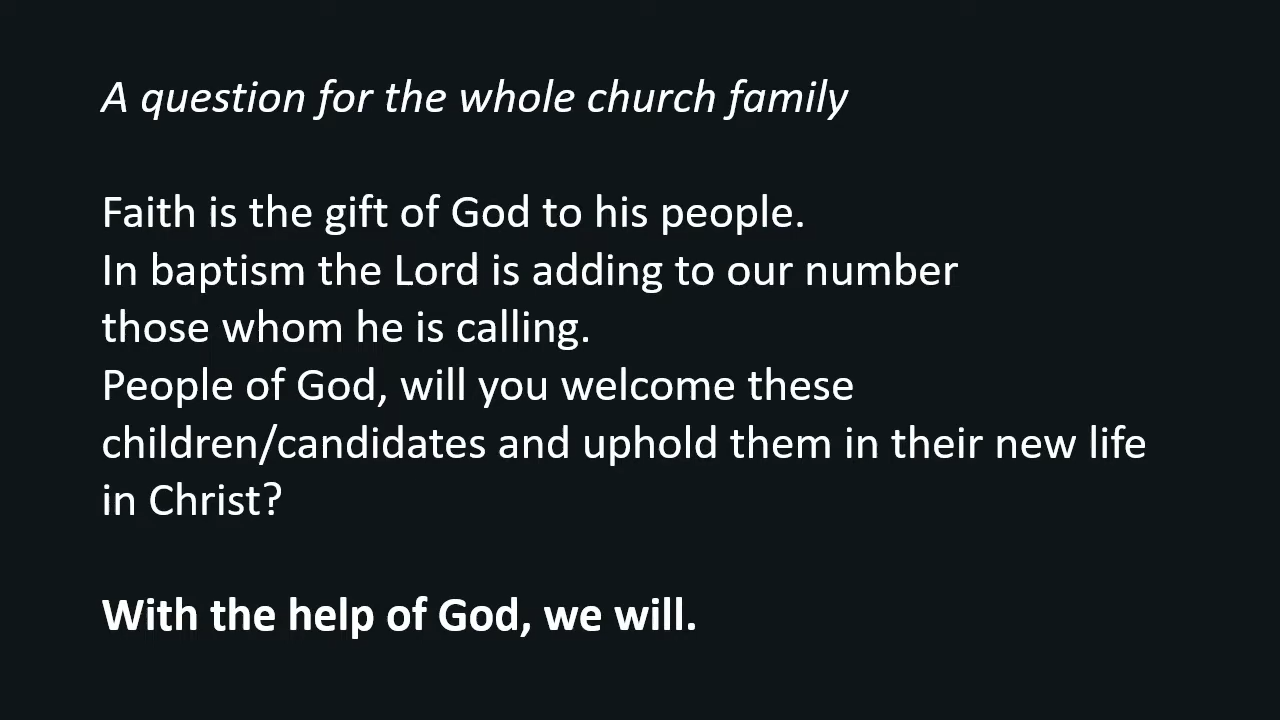 A question for the whole church family
Faith is the gift of God to his people.
In baptism the Lord is adding to our number
those whom he is calling.
People of God, will you welcome these
children/candidates and uphold them in their new life
in Christ?
With the help of God, we will.